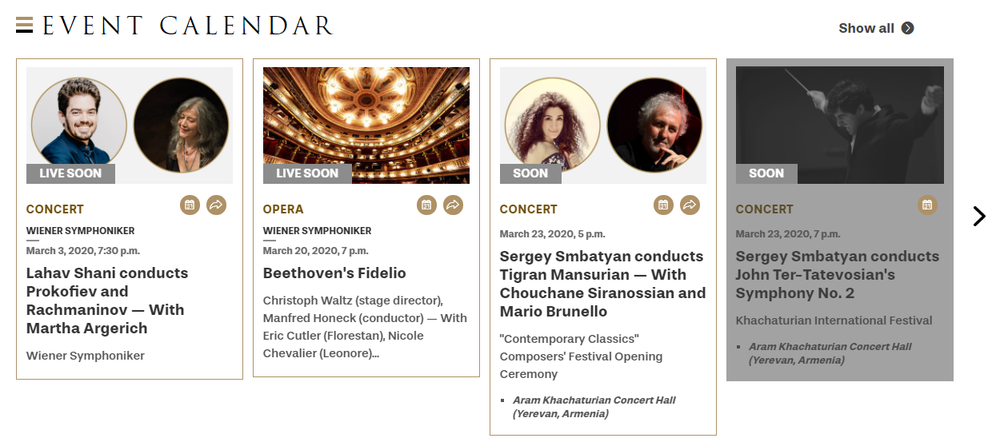 EVENT CALENDAR
Show all
LIVE SOON
CONCERT
WIENER SYMPHONIKER
March 3, 2020, 7:30 p.m.
Lahav Shani conducts
Prokofiev and
Rachmaninov — With
Martha Argerich
Wiener Symphoniker
LIVE SOON
OPERA
WIENER SYMPHONIKER
March 20, 2020, 7 p.m.
Beethoven's Fidelio
Christoph Waltz (stage director),
Manfred Honeck (conductor) — With
Eric Cutler (Florestan), Nicole
Chevalier (Leonore)...
SOON
CONCERT
March 23, 2020, 5 p.m.
Sergey Smbatyan conducts
Tigran Mansurian — With
Chouchane Siranossian and
Mario Brunello
"Contemporary Classics"
Composers' Festival Opening
Ceremony
Aram Khachaturian Concert Hall
(Yerevan, Armenia)
SOON
CONCERT
March 23, 2020, 7 p.m.
Sergey Smbatyan conducts
John Ter-Tatevosian's
Symphony No. 2
Khachaturian International Festival
Aram Khachaturian Concert Hall
(Yerevan, Armenia)